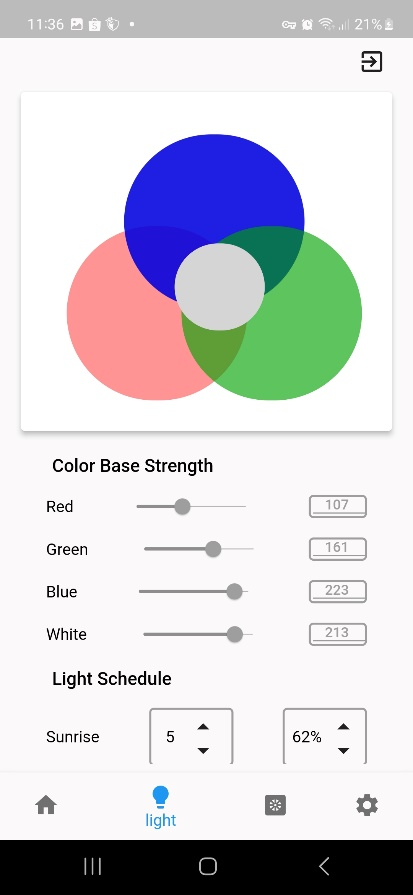 11:36 21%
Color Base Strength
Red 107
Green 161
Blue 223
White 213
Light Schedule
Sunrise 5 62%
light